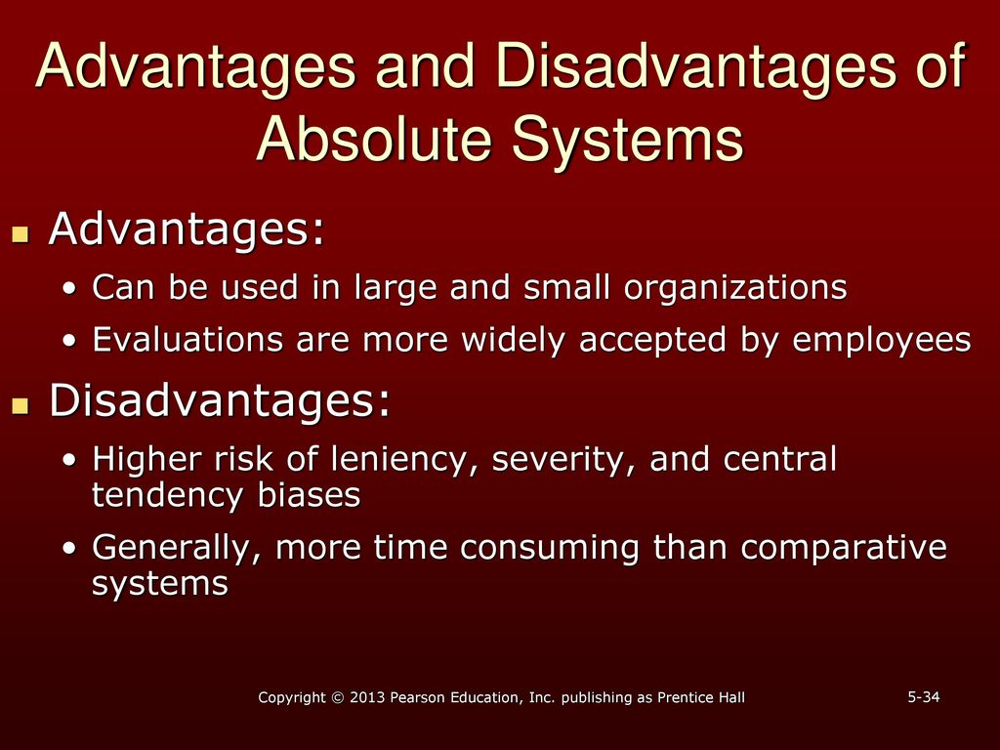 Advantages and Disadvantages of
Absolute Systems
Advantages:
• Can be used in large and small organizations
• Evaluations are more widely accepted by employees
Disadvantages:
• Higher risk of leniency, severity, and central
tendency biases
• Generally, more time consuming than comparative
systems
Copyright © 2013 Pearson Education, Inc. publishing as Prentice Hall
5-34